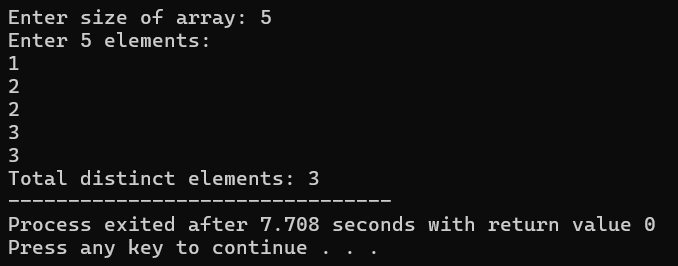 Enter size of array: 5
Enter 5 elements:
1
2
2
3
3
Total distinct elements: 3
--------------------------------
Process exited after 7.708 seconds with return value 0
Press any key to continue . . .